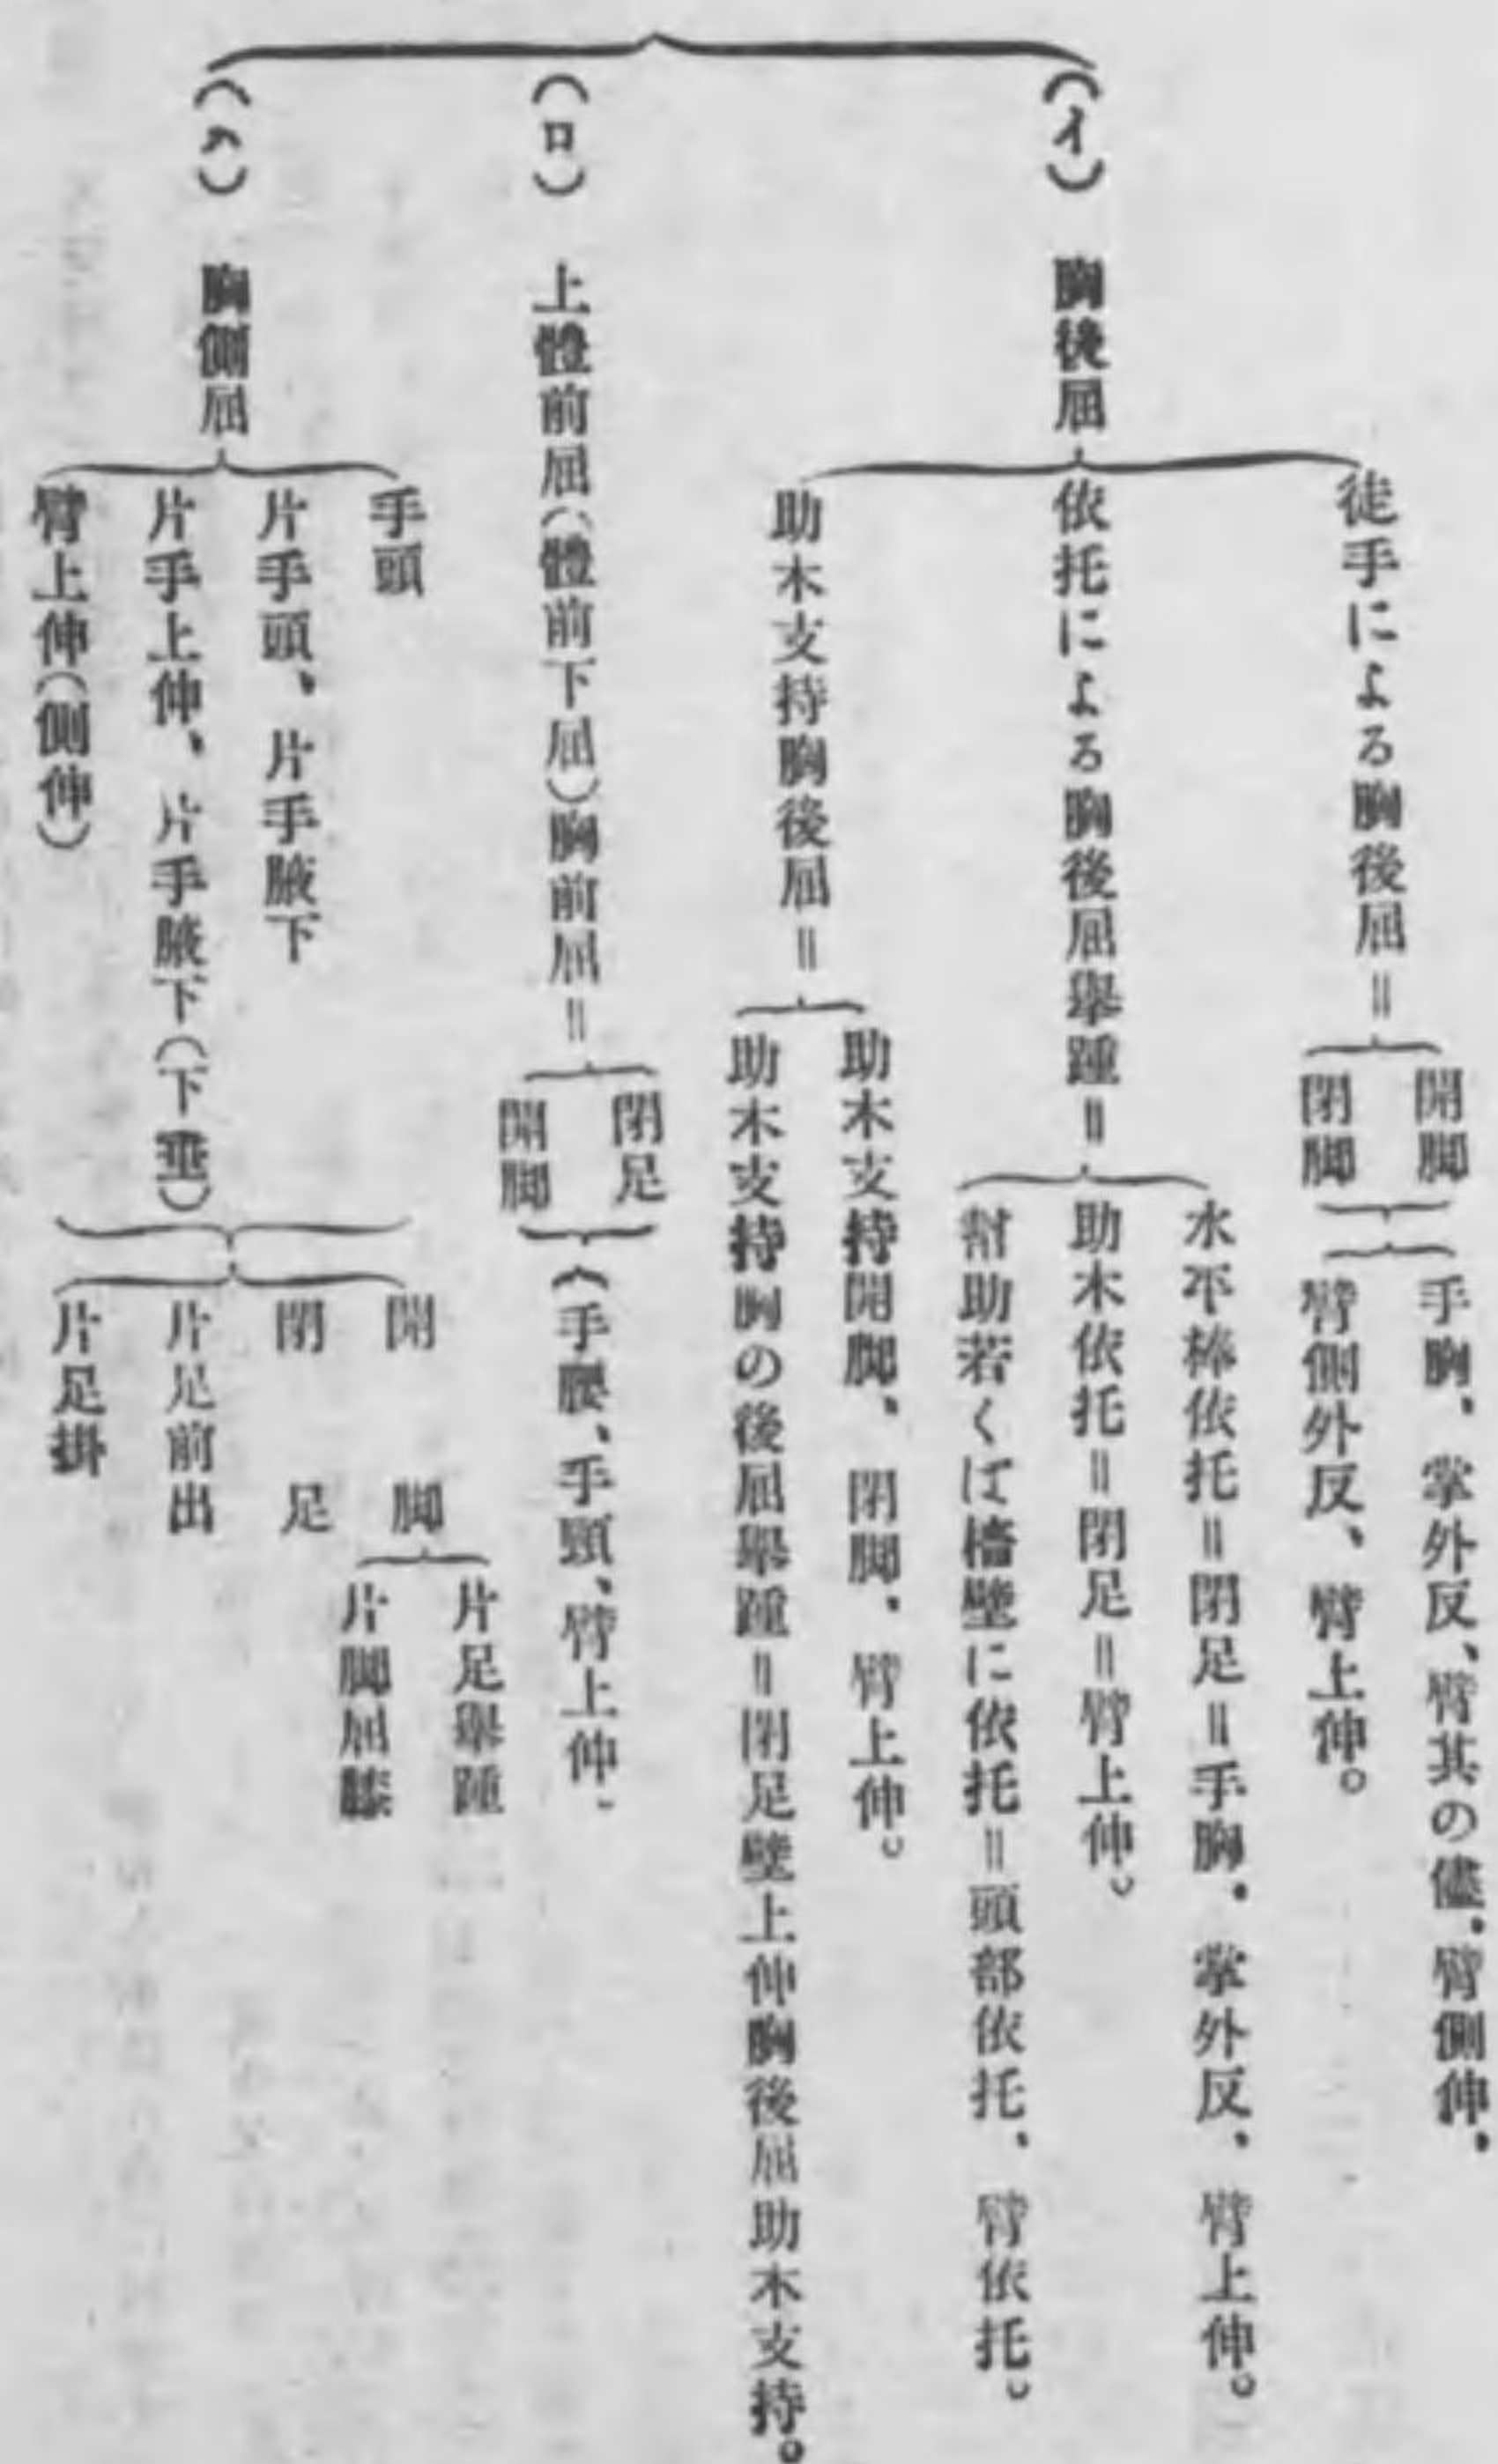 (イ) 胸後屈
徒手による胸後屈=
開脚
閉脚
手胸、掌外反、臂其の儘、臂側伸、
臂側外反、臂上伸。
依托による胸後屈擧踵=
水平棒依托=閉足=手胸、掌外反、臂上伸。
助木依托=閉足=臂上伸。
幇助若くば檣壁に依托=頭部依托、臂依托。
助木支持胸後屈=
助木支持開脚、閉脚、臂上伸。
助木支持胸の後屈擧踵=閉足壁上伸胸後屈助木支持。
(ロ) 上體前屈(體前下屈)胸前屈=
閉足
開脚
(手腰、手頸、臂上伸、
(ハ) 胸側屈
手頭
片手頭、片手腋下
片手上伸、片手腋下(下垂)
臂上伸(側伸)
開脚
片足擧踵
片脚屈膝
閉足
片足前出
片足掛